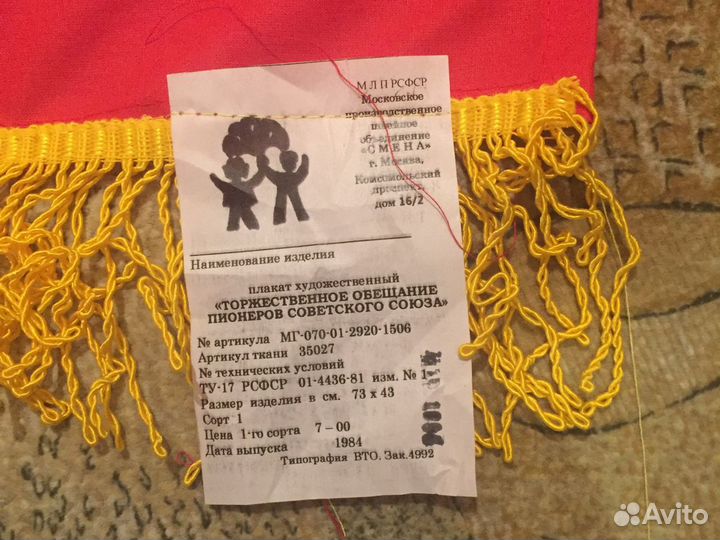 М Л П РСФСР
Московское
производственное
швейное
объединение
«СМЕНА»
г. Москва,
Комсомольский
проспект,
дом 16/2
Наименование изделия
плакат художественный
«ТОРЖЕСТВЕННОЕ ОБЕЩАНИЕ
ПИОНЕРОВ СОВЕТСКОГО СОЮЗА»
№ артикула МГ-070-01-2920-1506
Артикул ткани 35027
№ технических условий
ТУ-17 РСФСР 01-4436-81 изм. № 1
Размер изделия в см. 73 х 43
Сорт 1
Цена 1-го сорта 7-00
Дата выпуска 1984
Типография ВТО. Зак.4992
Avito